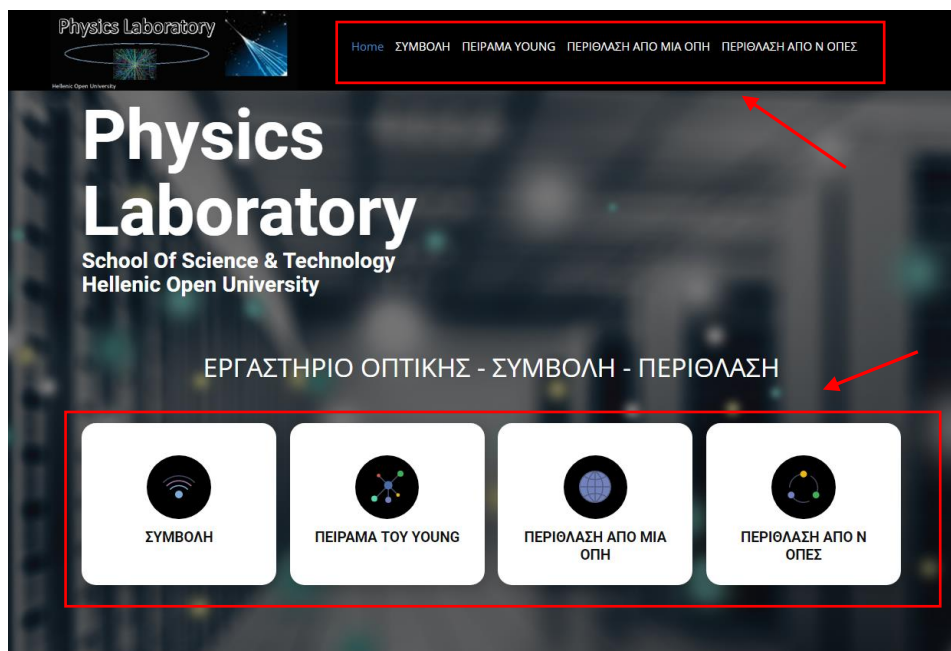 Physics Laboratory
Hellenic Open University
Home ΣΥΜΒΟΛΗ ΠΕΙΡΑΜΑ YOUNG ΠΕΡΙΘΛΑΣΗ ΑΠΟ ΜΙΑ ΟΠΗ ΠΕΡΙΘΛΑΣΗ ΑΠΟ Ν ΟΠΕΣ
Physics
Laboratory
School Of Science & Technology
Hellenic Open University
ΕΡΓΑΣΤΗΡΙΟ ΟΠΤΙΚΗΣ - ΣΥΜΒΟΛΗ - ΠΕΡΙΘΛΑΣΗ
ΣΥΜΒΟΛΗ
ΠΕΙΡΑΜΑ ΤΟΥ YOUNG
ΠΕΡΙΘΛΑΣΗ ΑΠΟ ΜΙΑ
ΟΠΗ
ΠΕΡΙΘΛΑΣΗ ΑΠΟ Ν
ΟΠΕΣ